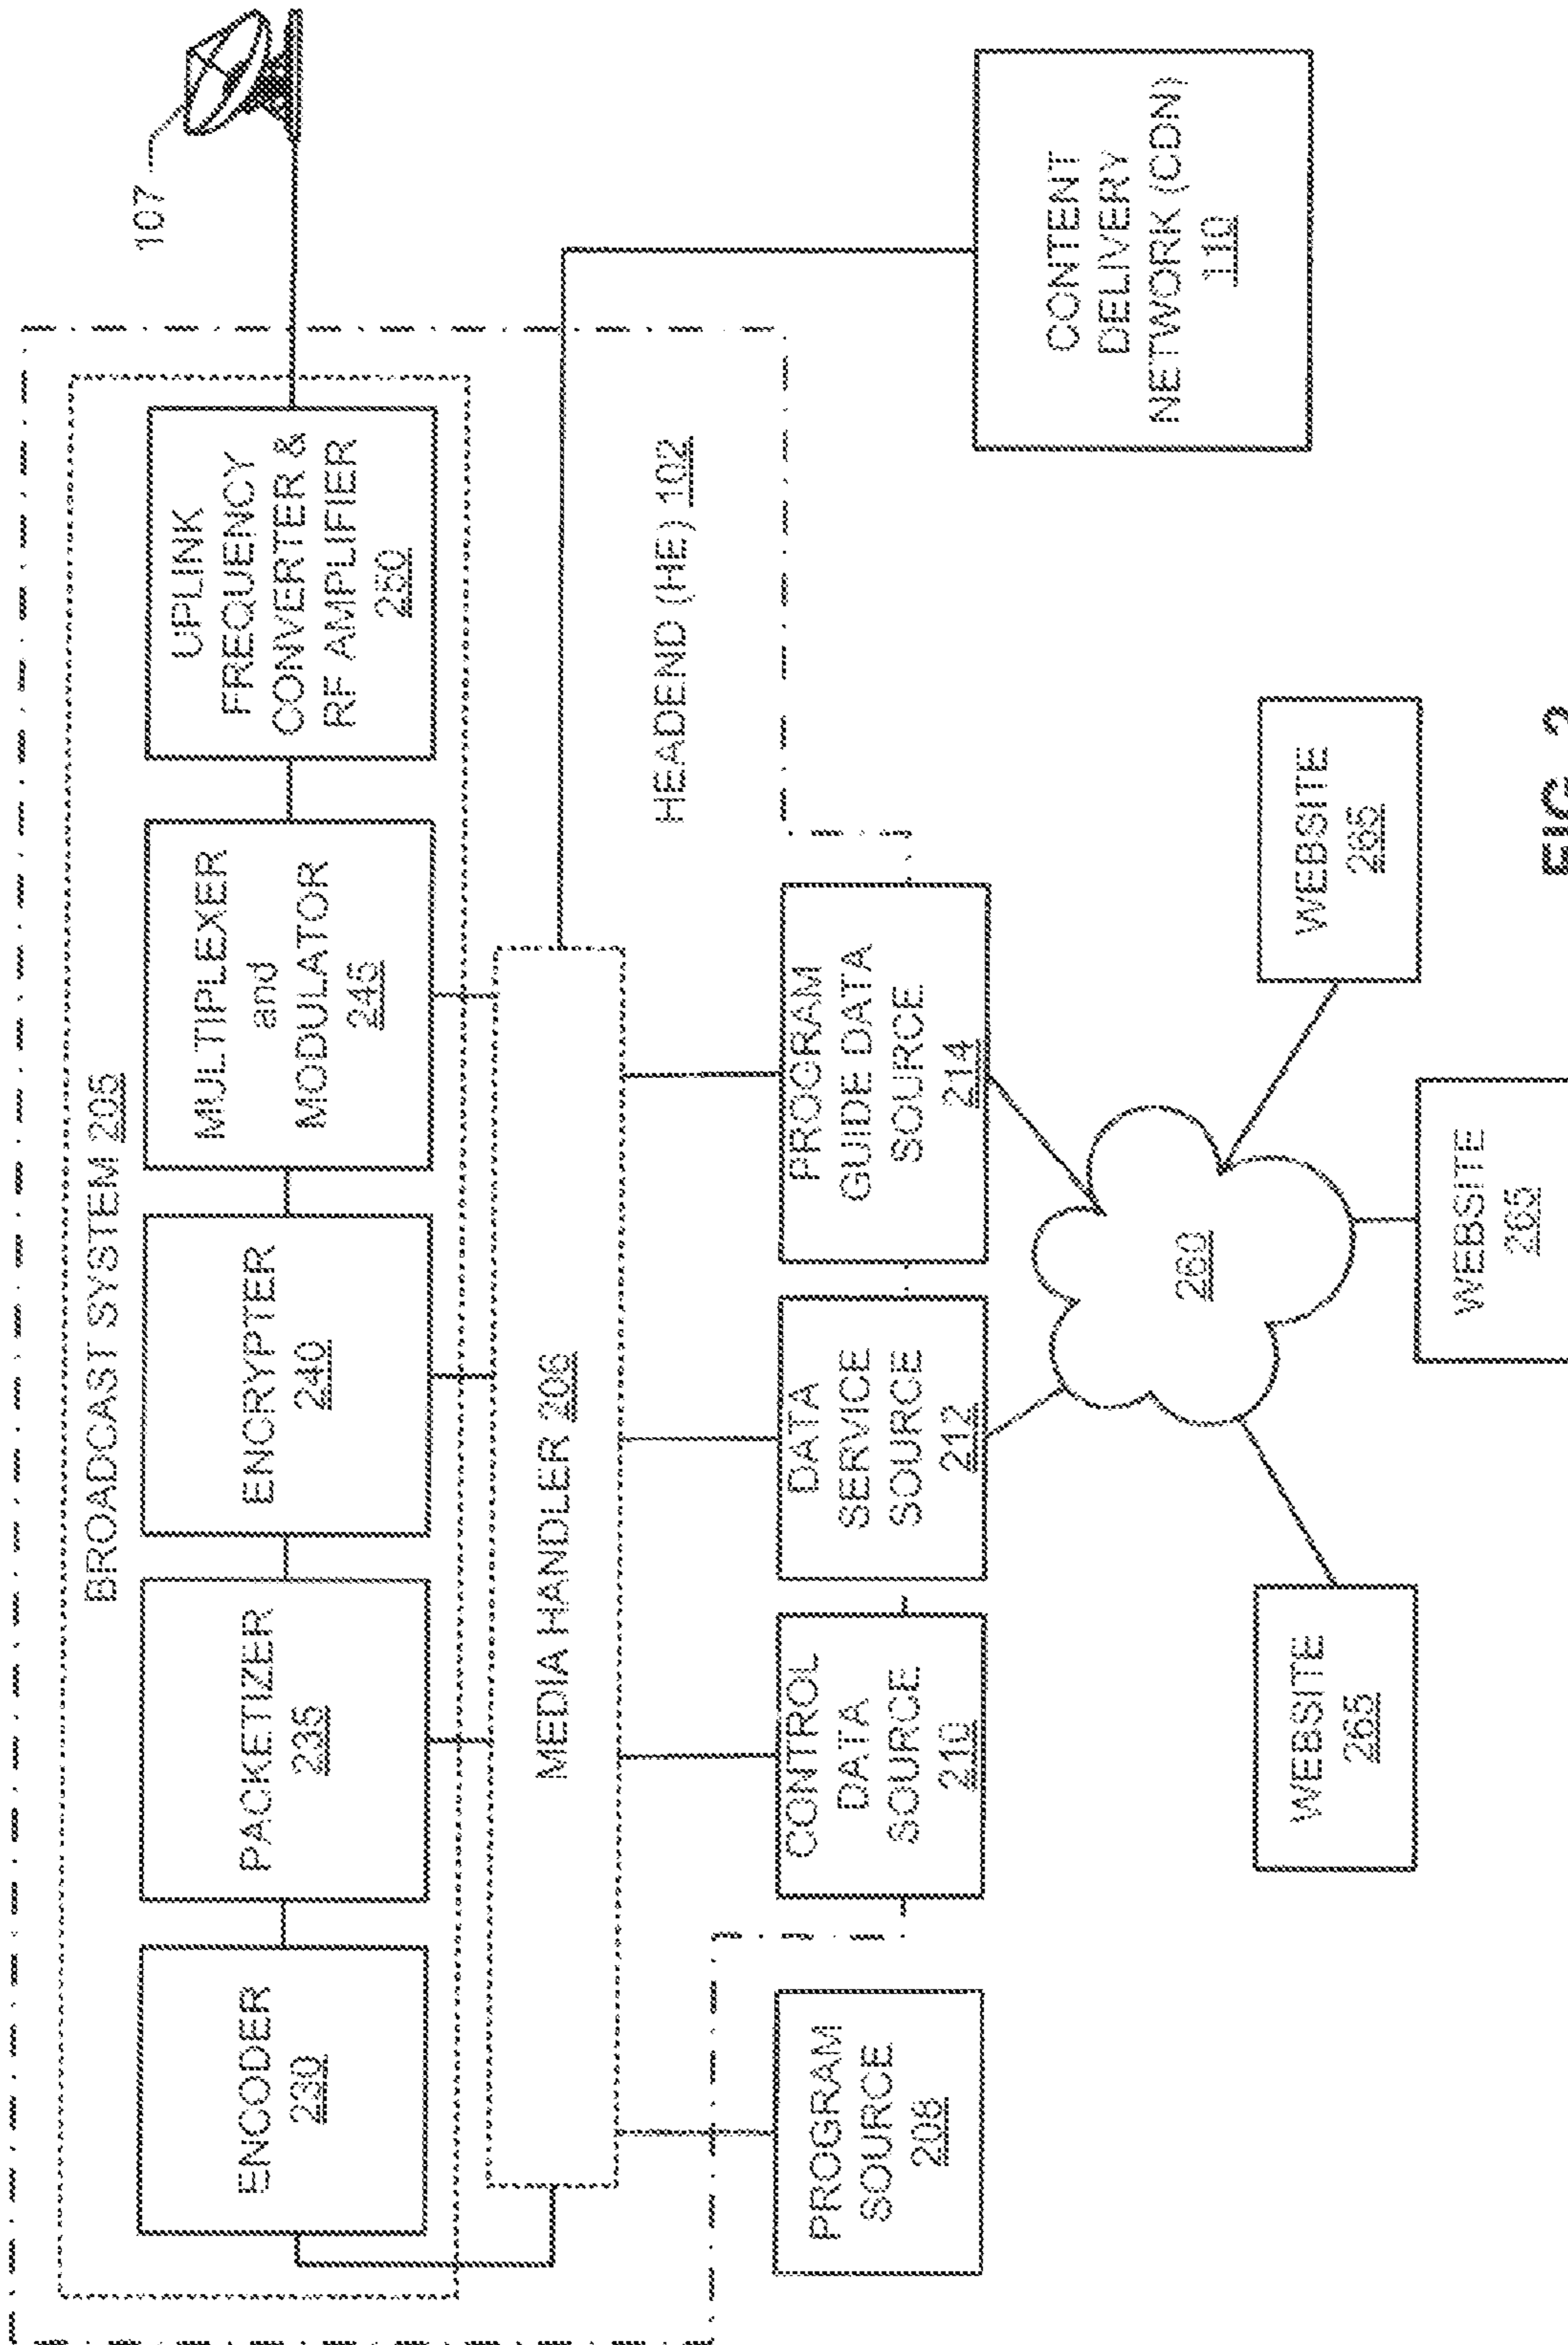 107
BROADCAST SYSTEM 205
ENCODER
230
PACKETIZER
235
ENCRYPTER
240
MULTIPLEXER
and
MODULATOR
245
UPLINK
FREQUENCY
CONVERTER &
RF AMPLIFIER
250
MEDIA HANDLER 206
HEADEND (HE) 102
PROGRAM
SOURCE
208
CONTROL
DATA
SOURCE
210
DATA
SERVICE
SOURCE
212
PROGRAM
GUIDE DATA
SOURCE
214
CONTENT
DELIVERY
NETWORK (CDN)
110
260
WEBSITE
265
WEBSITE
265
WEBSITE
265
FIG. 2